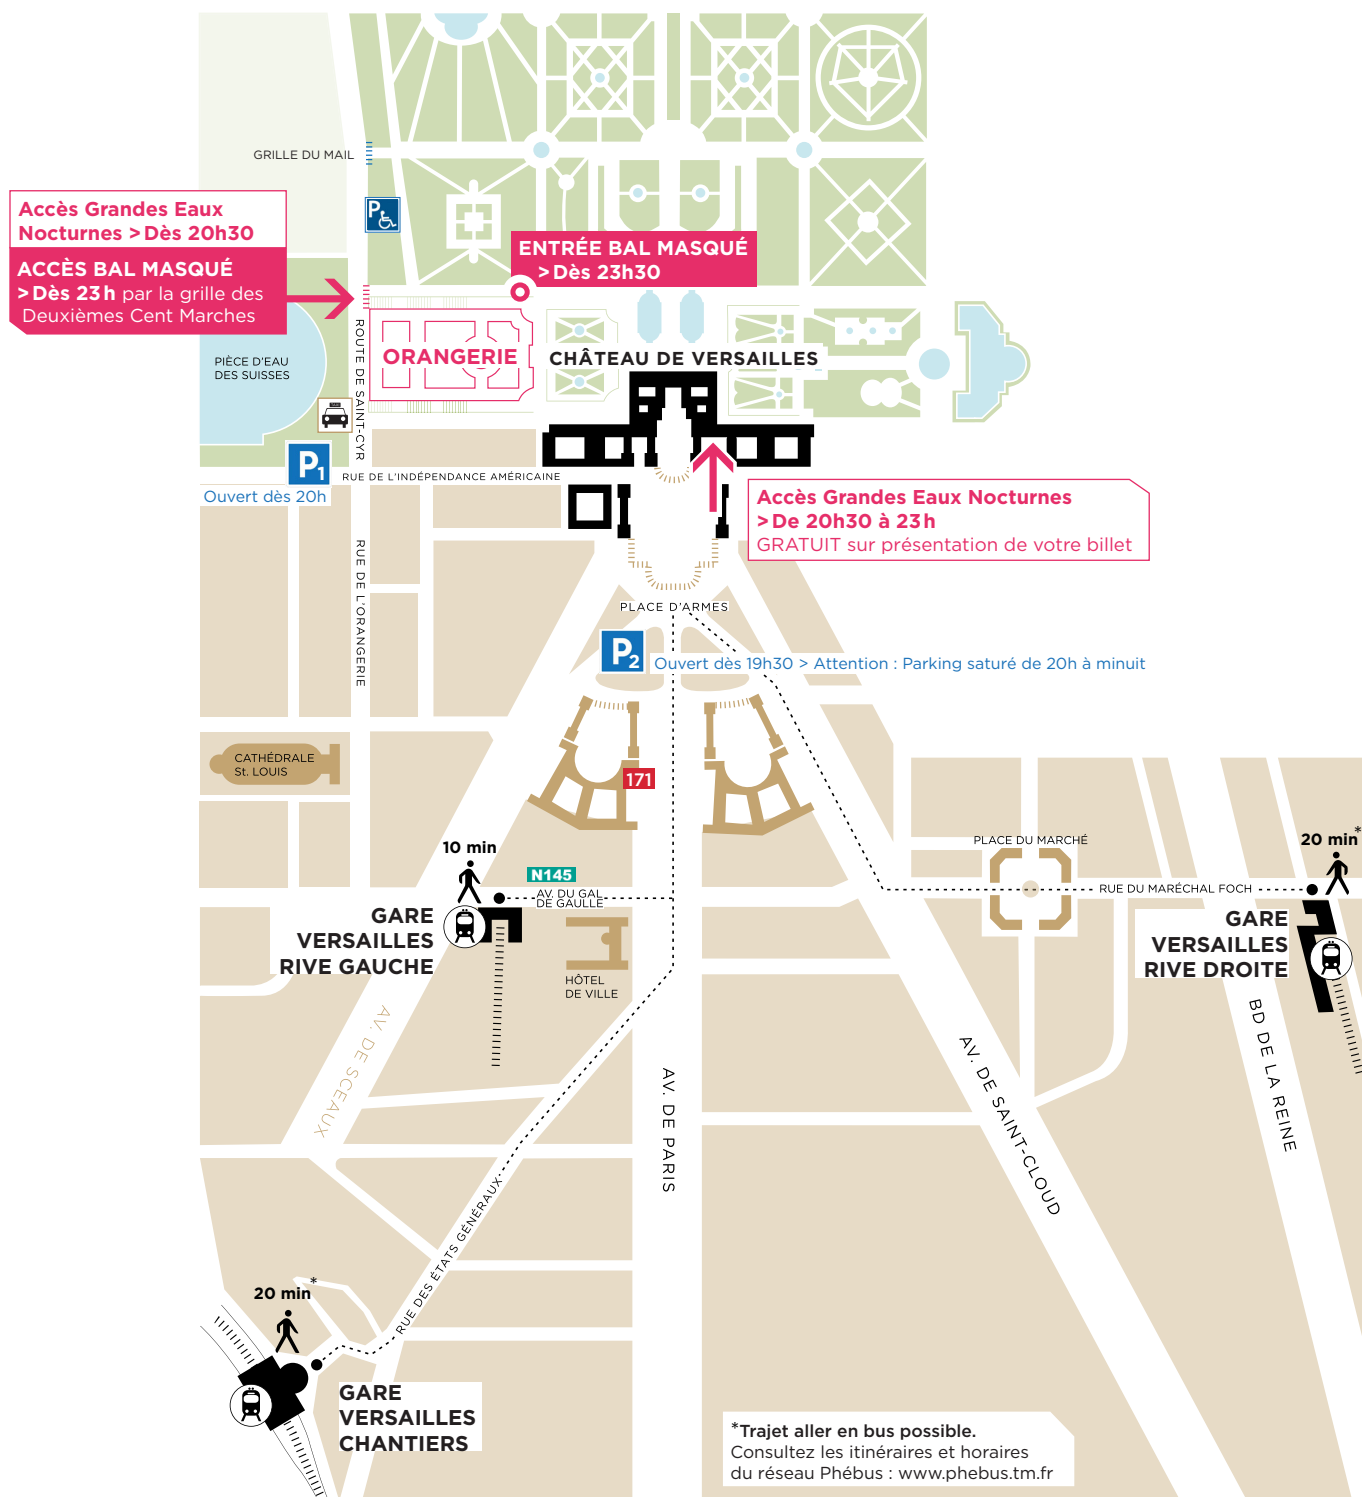 GRILLE DU MAIL
P
Accès Grandes Eaux
Nocturnes > Dès 20h30
ACCÈS BAL MASQUÉ
> Dès 23h par la grille des
Deuxièmes Cent Marches
ENTRÉE BAL MASQUÉ
> Dès 23h30
ORANGERIE
CHÂTEAU DE VERSAILLES
PIÈCE D'EAU
DES SUISSES
ROUTE DE SAINT-CYR
P1
Ouvert dès 20h
RUE DE L'INDÉPENDANCE AMÉRICAINE
Accès Grandes Eaux Nocturnes
> De 20h30 à 23h
GRATUIT sur présentation de votre billet
RUE DE L'ORANGERIE
PLACE D'ARMES
P2
Ouvert dès 19h30 > Attention : Parking saturé de 20h à minuit
CATHÉDRALE
St. LOUIS
171
10 min
N145
AV. DU GAL
DE GAULLE
GARE
VERSAILLES
RIVE GAUCHE
HÔTEL
DE VILLE
PLACE DU MARCHÉ
20 min*
RUE DU MARÉCHAL FOCH
GARE
VERSAILLES
RIVE DROITE
AV. DE SCEAUX
AV. DE PARIS
AV. DE SAINT-CLOUD
BD DE LA REINE
RUE DES ÉTATS GÉNÉRAUX
20 min*
GARE
VERSAILLES
CHANTIERS
*Trajet aller en bus possible.
Consultez les itinéraires et horaires
du réseau Phébus : www.phebus.tm.fr